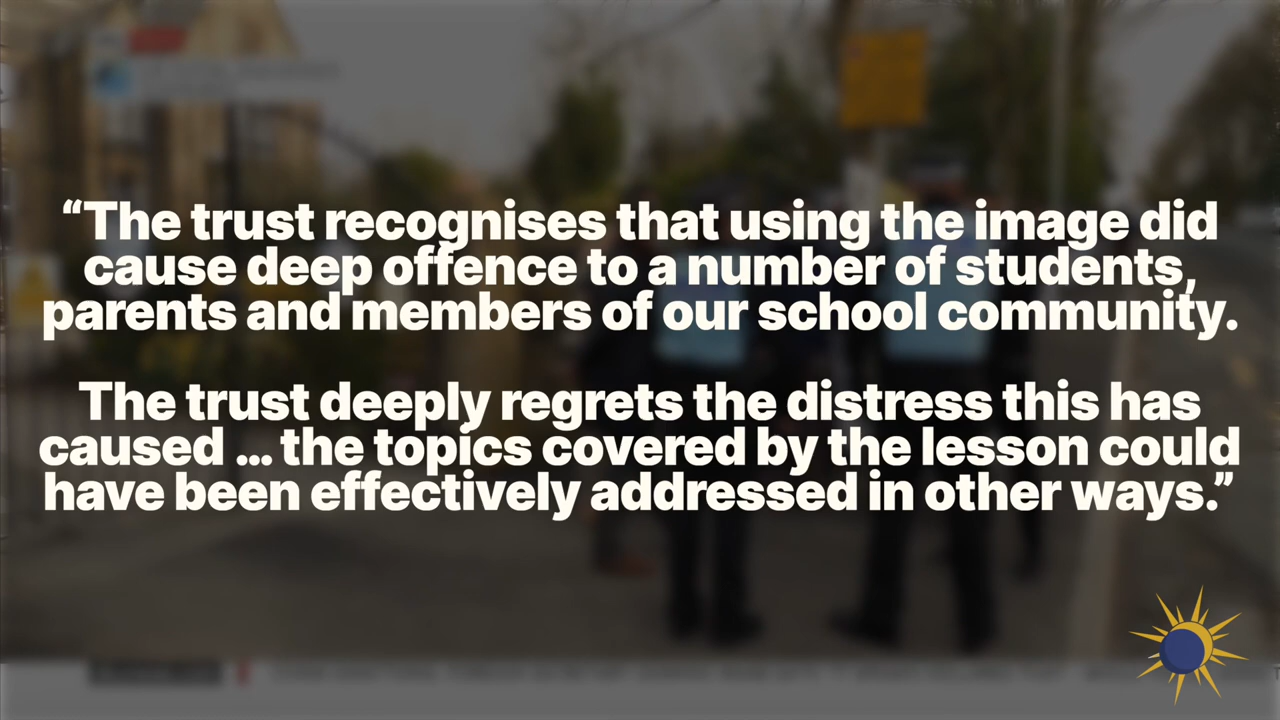 “The trust recognises that using the image did
cause deep offence to a number of students,
parents and members of our school community.
The trust deeply regrets the distress this has
caused ... the topics covered by the lesson could
have been effectively addressed in other ways.”